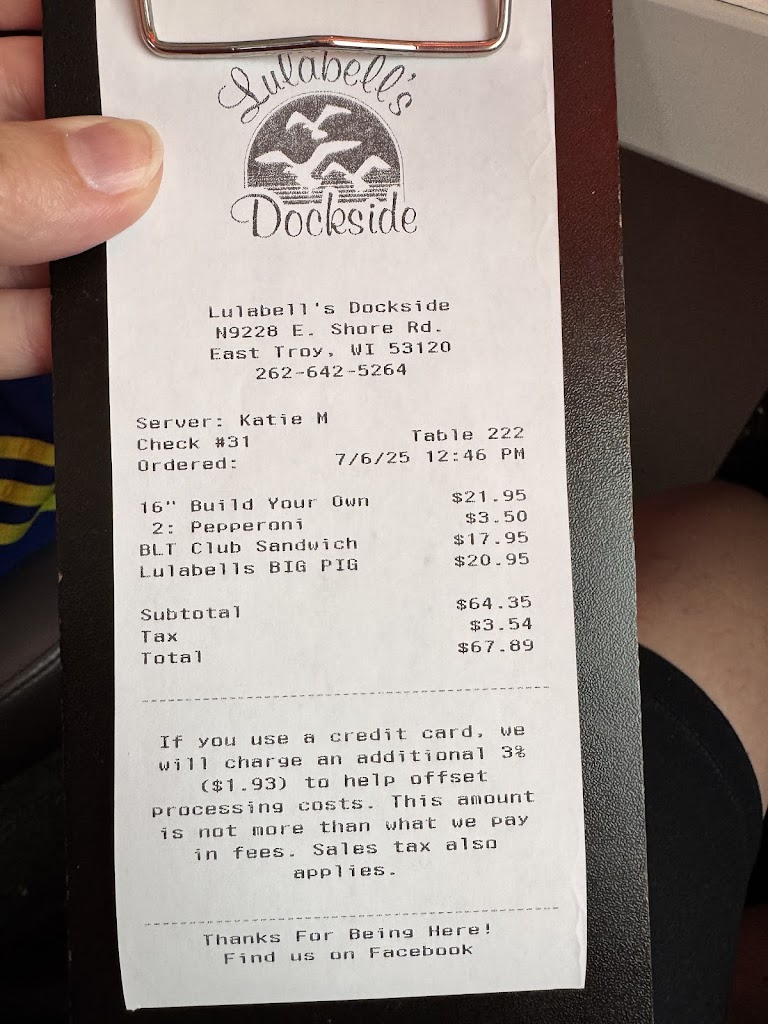 Lulabell's
Dockside
Lulabell's Dockside
N9228 E. Shore Rd.
East Troy, WI 53120
262-642-5264
Server: Katie M
Check #31 Table 222
Ordered: 7/6/25 12:46 PM
16" Build Your Own $21.95
2: Pepperoni $3.50
BLT Club Sandwich $17.95
Lulabells BIG PIG $20.95
Subtotal $64.35
Tax $3.54
Total $67.89
If you use a credit card, we
will charge an additional 3%
($1.93) to help offset
processing costs. This amount
is not more than what we pay
in fees. Sales tax also
applies.
Thanks For Being Here!
Find us on Facebook